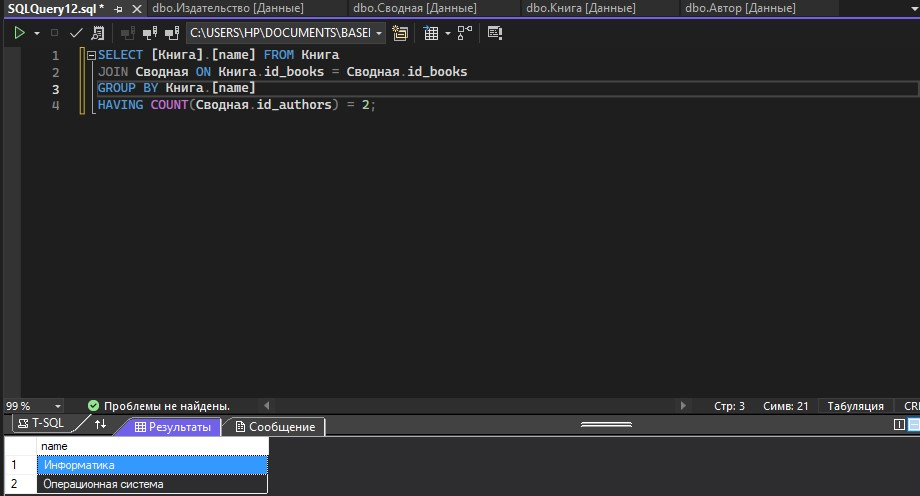 SQLQuery12.sql* dbo.Издательство [Данные] dbo.Сводная [Данные] dbo.Книга [Данные] dbo.Автор [Данные]
C:\USERS\HP\DOCUMENTS\BASE
1 SELECT [Книга].[name] FROM Книга
2 JOIN Сводная ON Книга.id_books = Сводная.id_books
3 GROUP BY Книга.[name]
4 HAVING COUNT(Сводная.id_authors) = 2;
99 % Проблемы не найдены. Стр: 3 Симв: 21 Табуляция CR
T-SQL Результаты Сообщение
name
1 Информатика
2 Операционная система